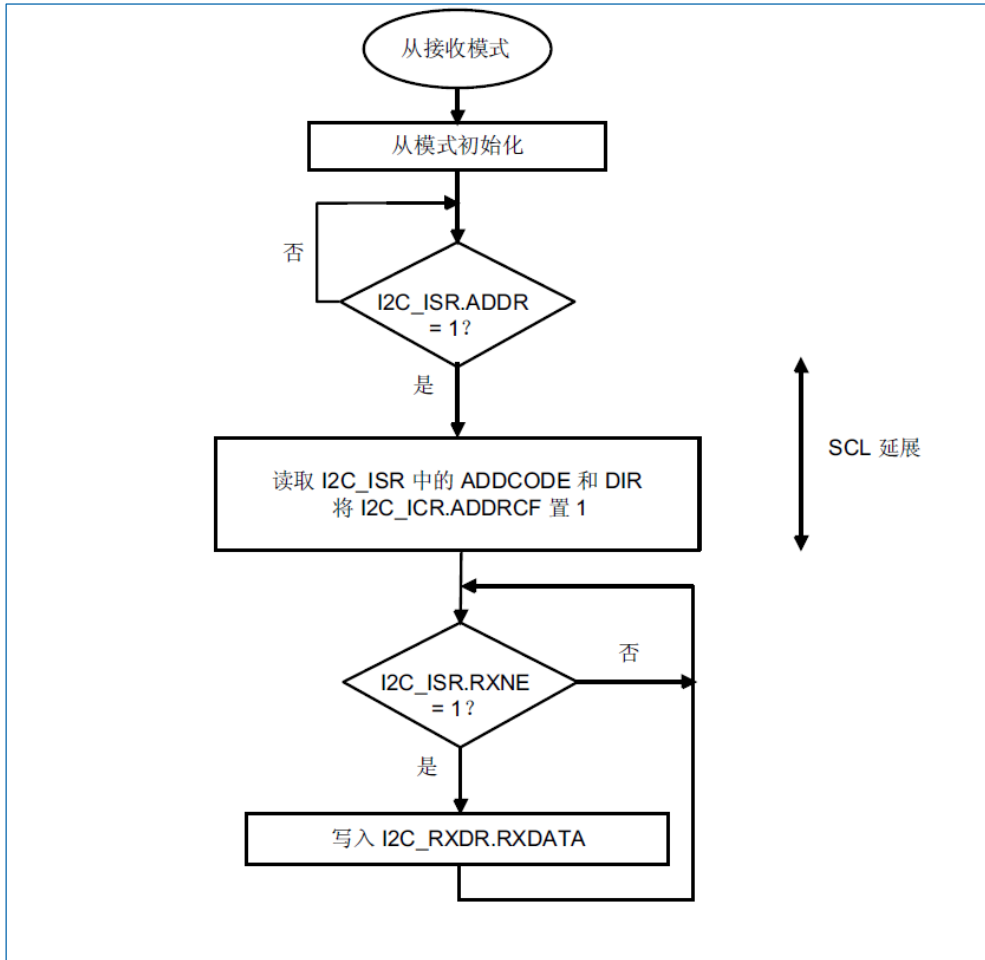 从接收模式
从模式初始化
否
I2C_ISR.ADDR
= 1?
是
SCL 延展
读取 I2C_ISR 中的 ADDCODE 和 DIR
将 I2C_ICR.ADDRCF 置 1
否
I2C_ISR.RXNE
= 1?
是
写入 I2C_RXDR.RXDATA